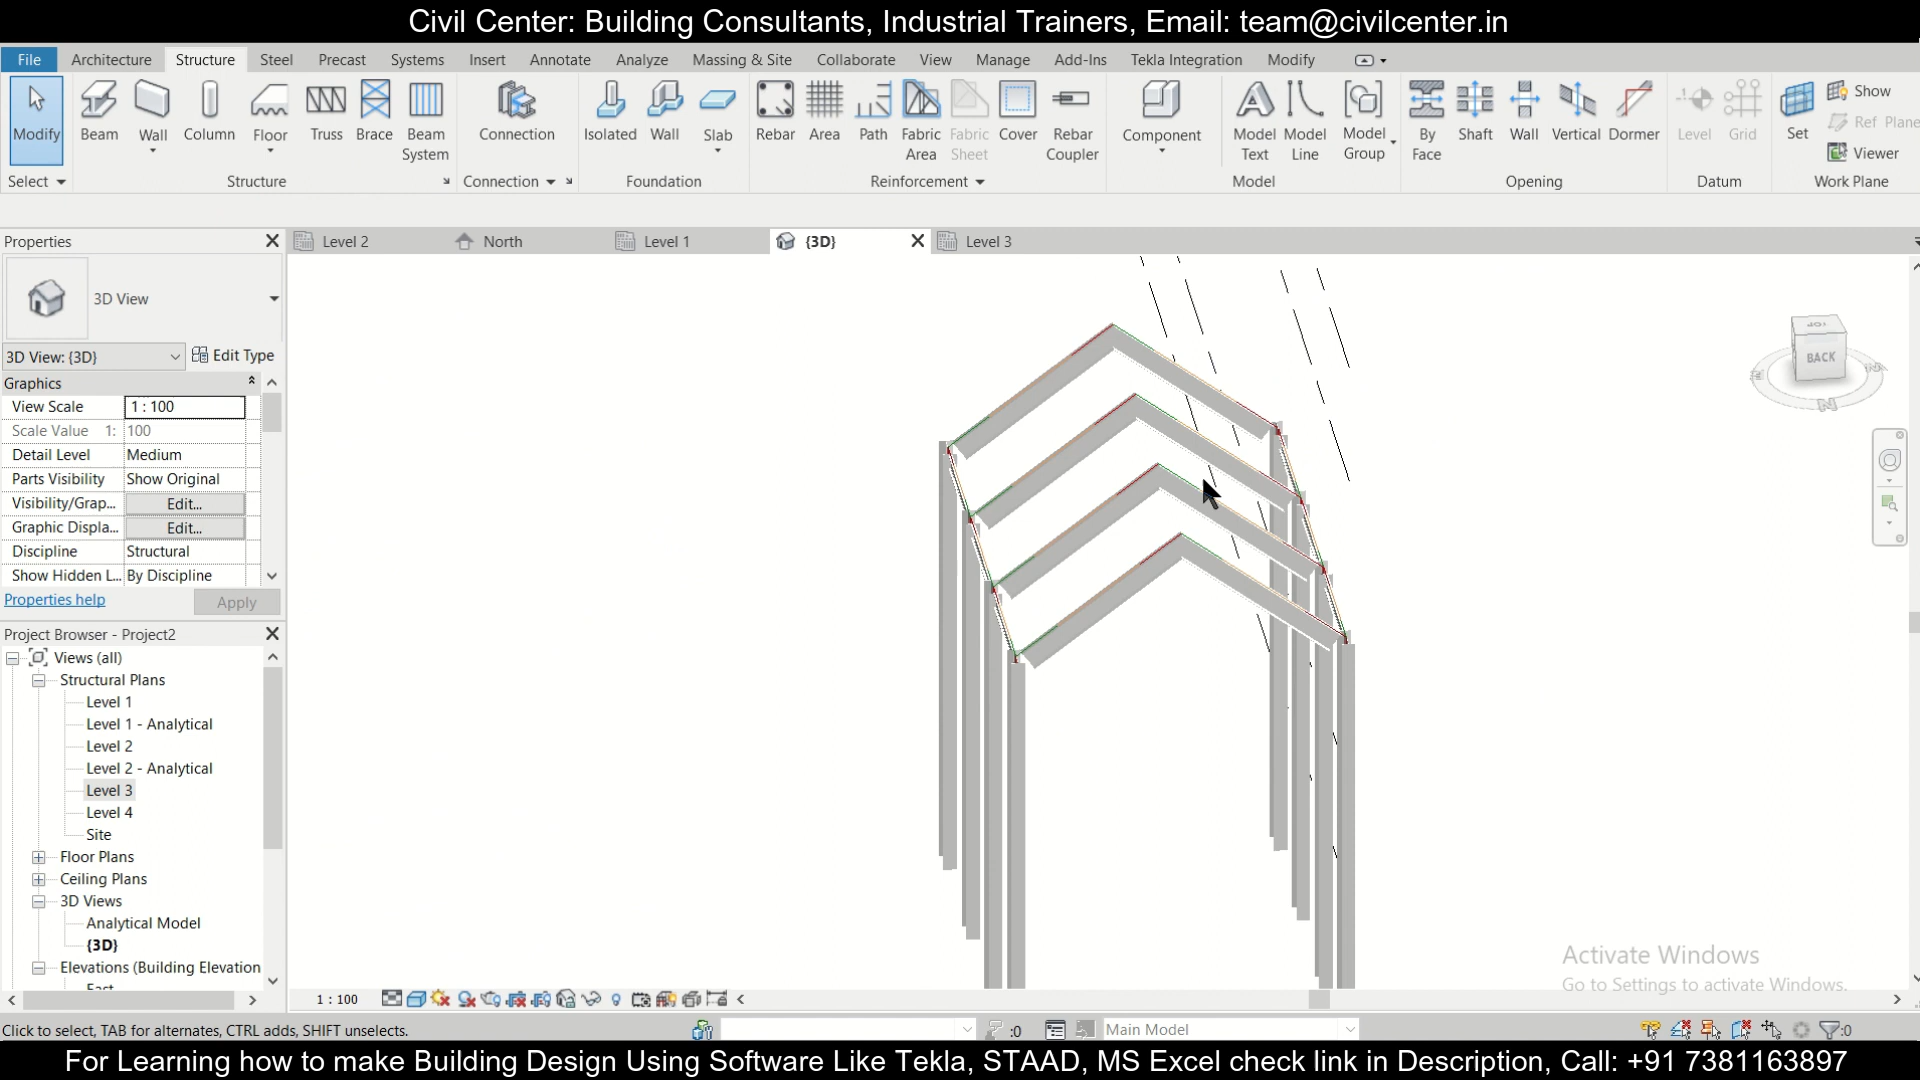 Civil Center: Building Consultants, Industrial Trainers, Email: team@civilcenter.in
File Architecture Structure Steel Precast Systems Insert Annotate Analyze Massing & Site Collaborate View Manage Add-Ins Tekla Integration Modify
Modify Beam Wall Column Floor Truss Brace Beam System Connection Isolated Wall Slab Rebar Area Path Fabric Area Fabric Sheet Cover Rebar Coupler Component Model Text Model Line Model Group By Face Shaft Wall Vertical Dormer Level Grid Set Show Ref Plane Viewer
Select Structure Connection Foundation Reinforcement Model Opening Datum Work Plane
Properties
Level 2 North Level 1 {3D} Level 3
3D View
3D View: {3D} Edit Type
Graphics
View Scale 1 : 100
Scale Value 1: 100
Detail Level Medium
Parts Visibility Show Original
Visibility/Grap... Edit...
Graphic Displa... Edit...
Discipline Structural
Show Hidden L... By Discipline
Properties help Apply
BACK
N
Project Browser - Project2
Views (all)
Structural Plans
Level 1
Level 1 - Analytical
Level 2
Level 2 - Analytical
Level 3
Level 4
Site
Floor Plans
Ceiling Plans
3D Views
Analytical Model
{3D}
Elevations (Building Elevation
Activate Windows
Go to Settings to activate Windows.
1 : 100
Click to select, TAB for alternates, CTRL adds, SHIFT unselects. :0 Main Model :0
For Learning how to make Building Design Using Software Like Tekla, STAAD, MS Excel check link in Description, Call: +91 7381163897